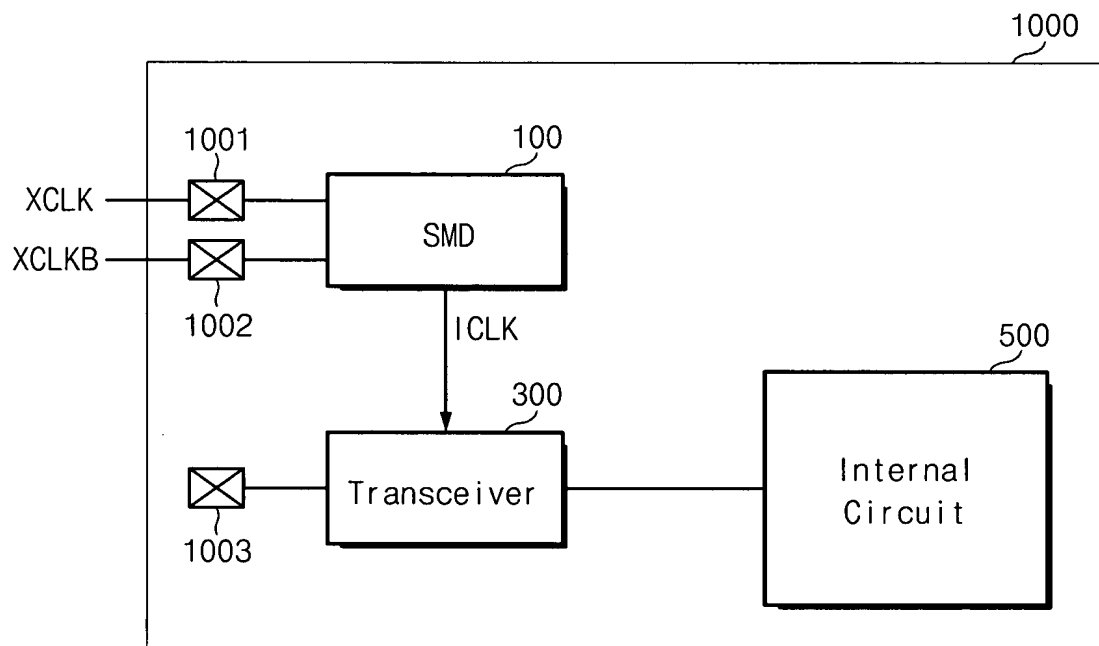 1000
1001
100
XCLK
SMD
XCLKB
1002
ICLK
500
300
Internal
Circuit
Transceiver
1003